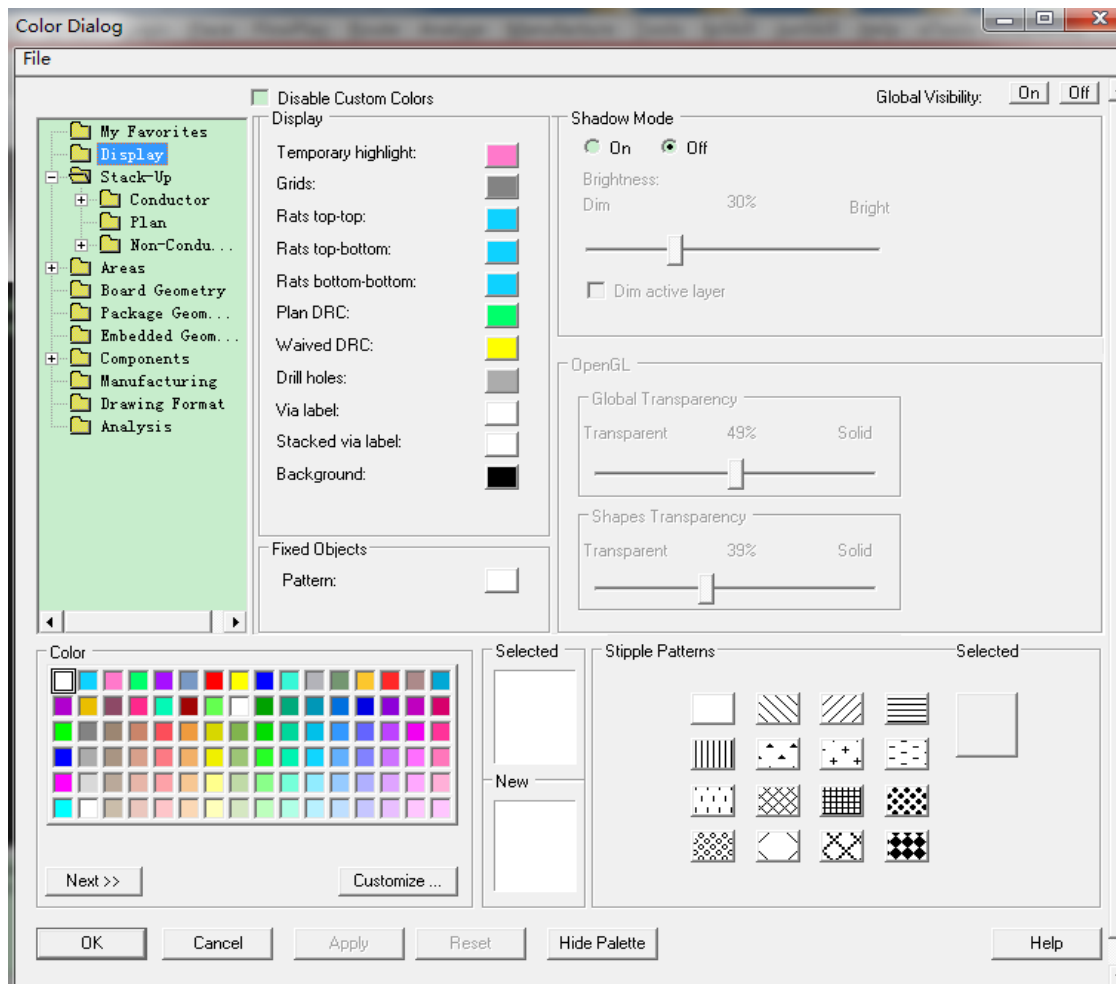 Color Dialog
File
Disable Custom Colors
Global Visibility:
On
Off
My Favorites
Display
Stack-Up
Conductor
Plan
Non-Condu...
Areas
Board Geometry
Package Geom...
Embedded Geom...
Components
Manufacturing
Drawing Format
Analysis
Display
Temporary highlight:
Grids:
Rats top-top:
Rats top-bottom:
Rats bottom-bottom:
Plan DRC:
Waived DRC:
Drill holes:
Via label:
Stacked via label:
Background:
Fixed Objects
Pattern:
Shadow Mode
On
Off
Brightness:
Dim
30%
Bright
Dim active layer
OpenGL
Global Transparency
Transparent
49%
Solid
Shapes Transparency
Transparent
39%
Solid
Color
Next >>
Customize ...
Selected
New
Stipple Patterns
Selected
OK
Cancel
Apply
Reset
Hide Palette
Help